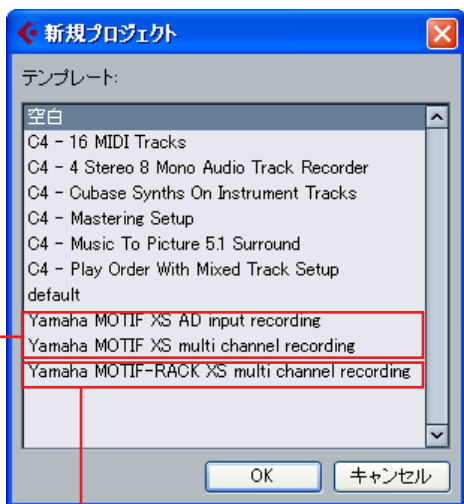 新規プロジェクト
テンプレート:
空白
C4 - 16 MIDI Tracks
C4 - 4 Stereo 8 Mono Audio Track Recorder
C4 - Cubase Synths On Instrument Tracks
C4 - Mastering Setup
C4 - Music To Picture 5.1 Surround
C4 - Play Order With Mixed Track Setup
default
Yamaha MOTIF XS AD input recording
Yamaha MOTIF XS multi channel recording
Yamaha MOTIF-RACK XS multi channel recording
OK
キャンセル